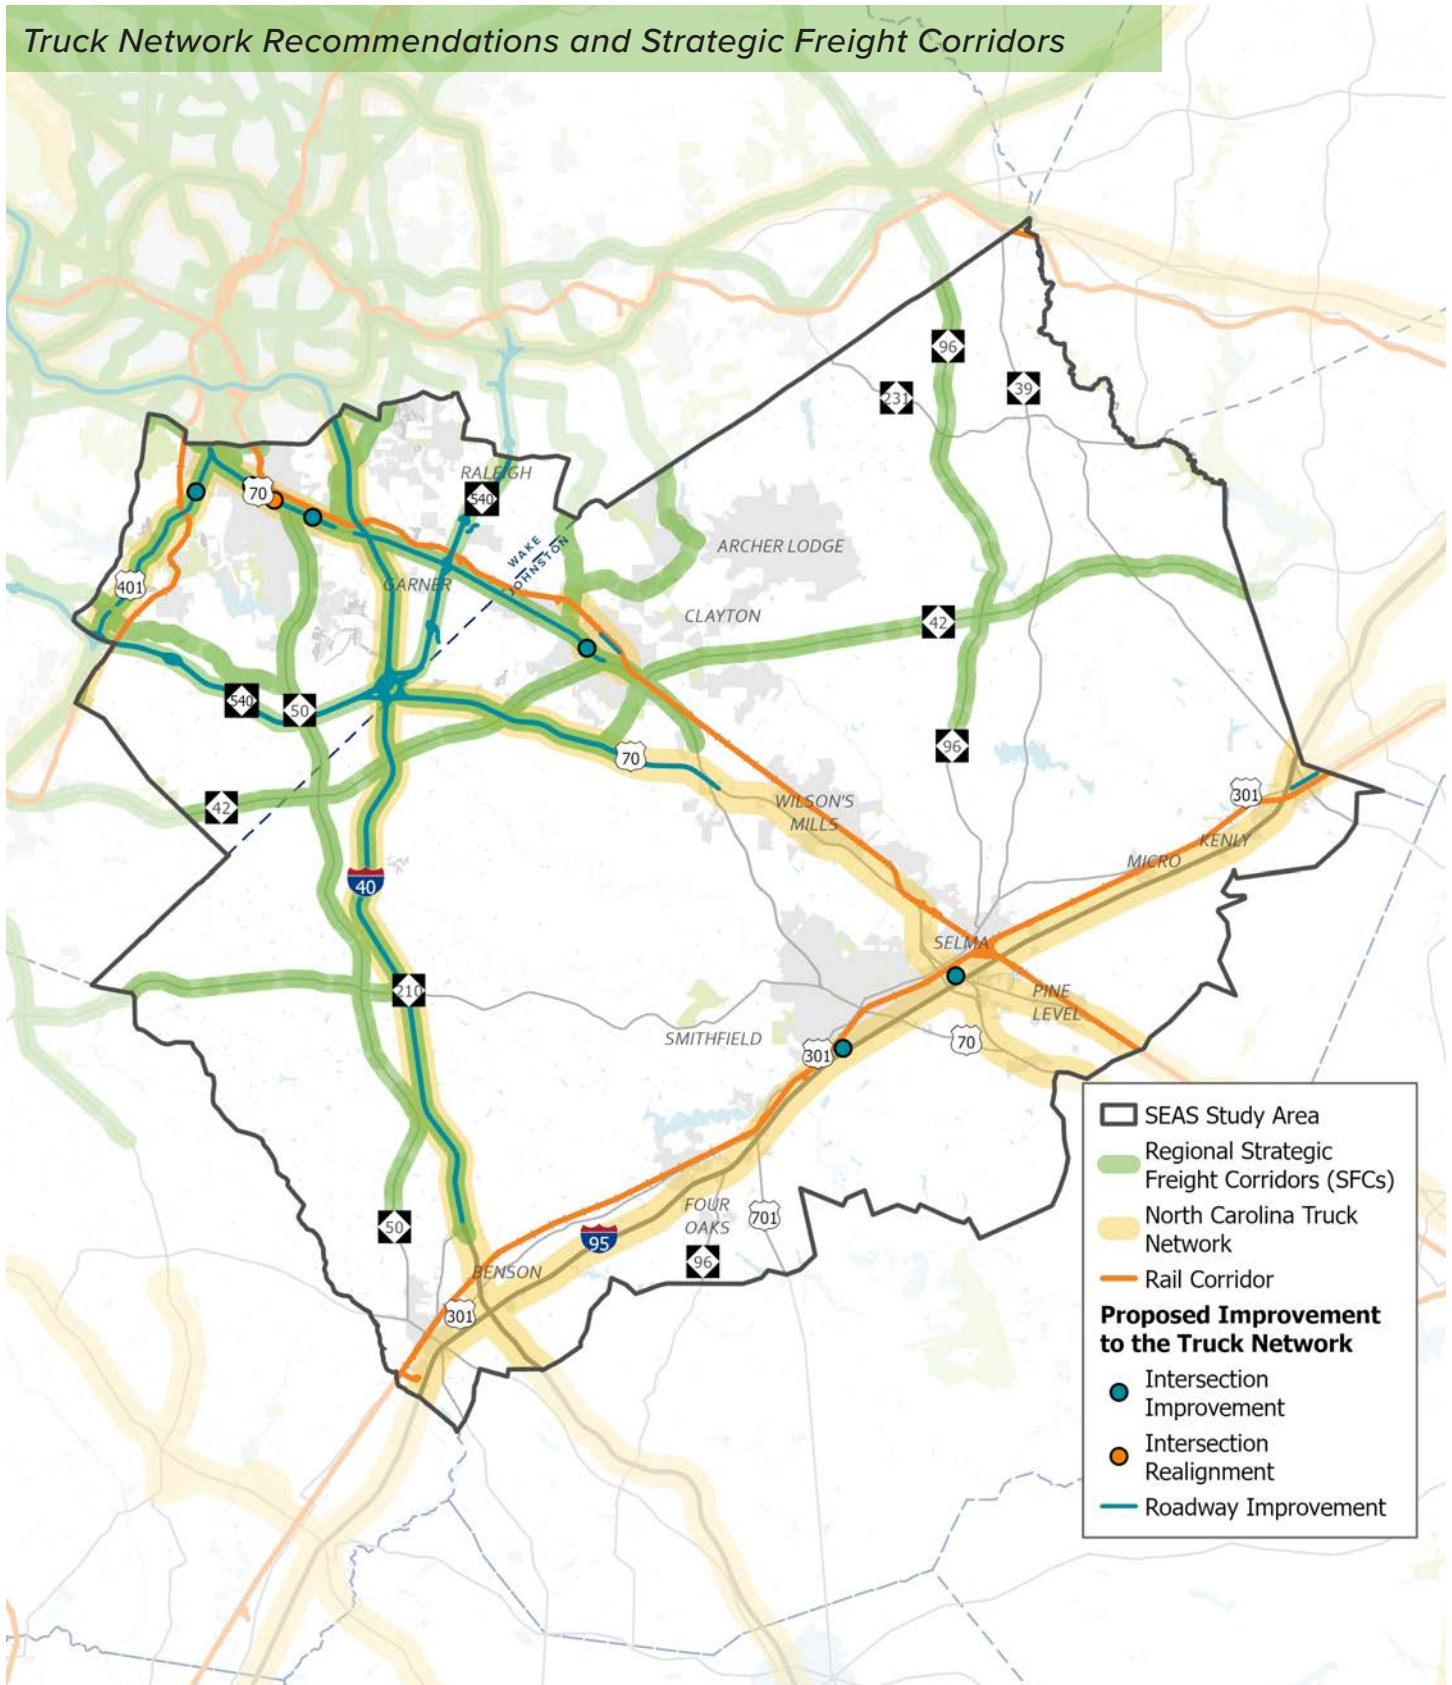 Truck Network Recommendations and Strategic Freight Corridors
96
231
39
RALEIGH
540
70
ARCHER LODGE
WAKE
JOHNSTON
GARNER
401
CLAYTON
42
540
50
96
70
301
WILSON'S
MILLS
42
KENLY
MICRO
40
SELMA
210
PINE
LEVEL
SMITHFIELD
70
301
FOUR
OAKS
701
50
95
96
BENSON
301
SEAS Study Area
Regional Strategic
Freight Corridors (SFCs)
North Carolina Truck
Network
Rail Corridor
Proposed Improvement
to the Truck Network
Intersection
Improvement
Intersection
Realignment
Roadway Improvement